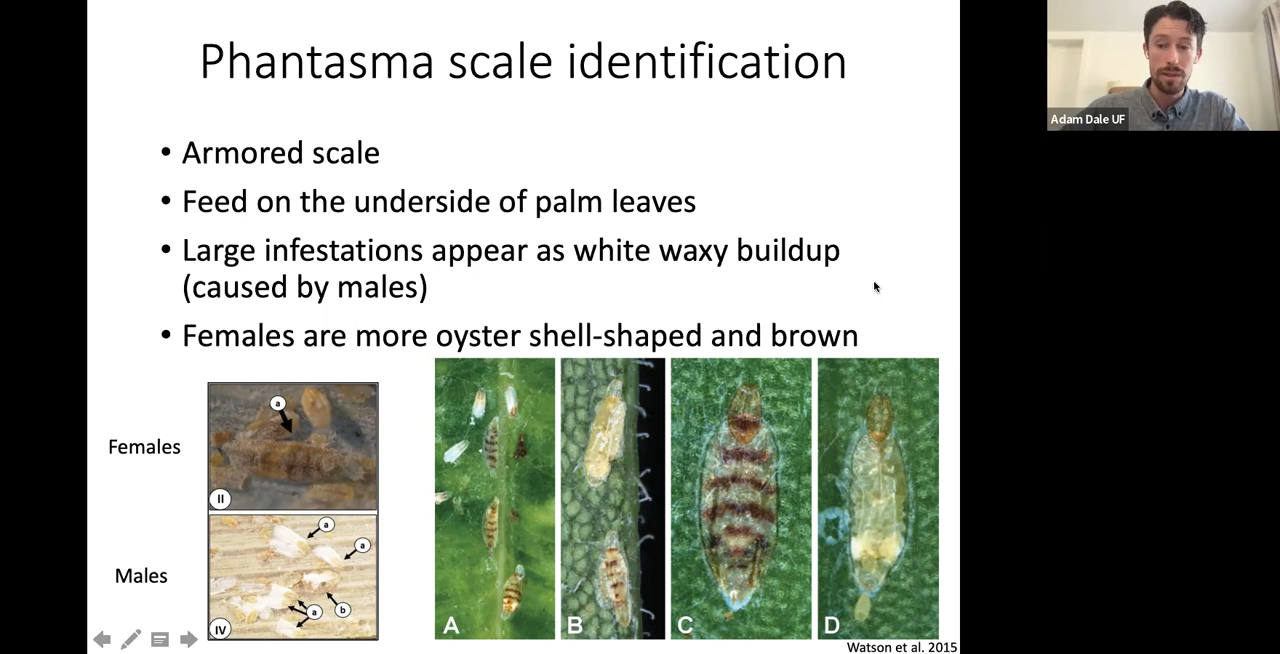 Phantasma scale identification
Adam Dale UF
• Armored scale
• Feed on the underside of palm leaves
• Large infestations appear as white waxy buildup
(caused by males)
• Females are more oyster shell-shaped and brown
Females
a
II
Males
a
a
a
b
IV
A
B
C
D
Watson et al. 2015